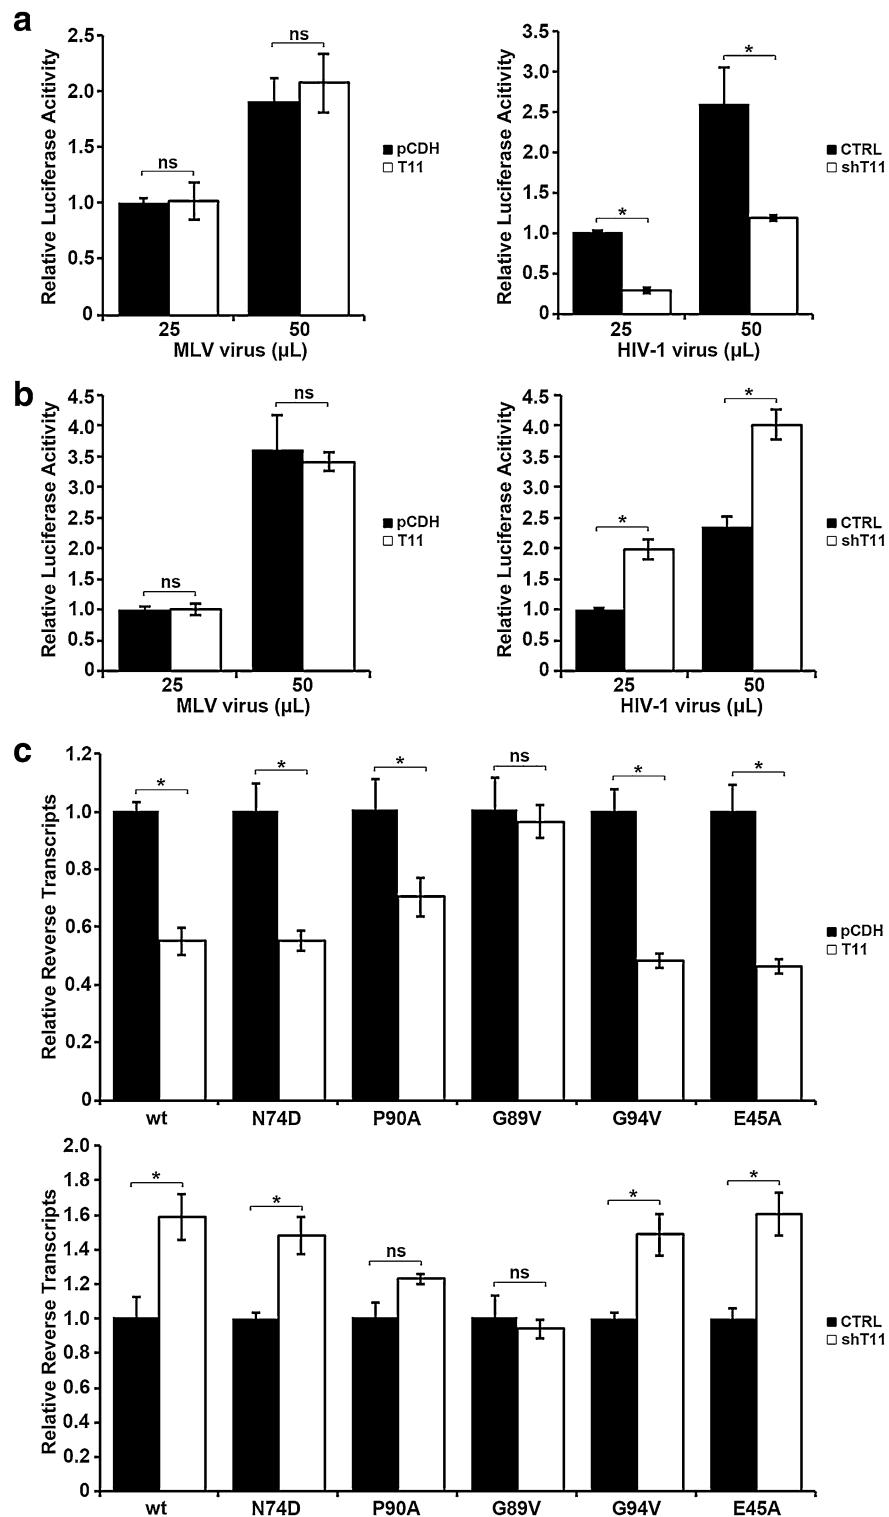 a
Relative Luciferase Acitivity
2.5
2.0
1.5
1.0
0.5
0
ns
ns
25
50
MLV virus (µL)
pCDH
T11
Relative Luciferase Acitivity
3.5
3.0
2.5
2.0
1.5
1.0
0.5
0
*
*
25
50
HIV-1 virus (µL)
CTRL
shT11
b
Relative Luciferase Acitivity
4.5
4.0
3.5
3.0
2.5
2.0
1.5
1.0
0.5
0
ns
ns
25
50
MLV virus (µL)
pCDH
T11
Relative Luciferase Acitivity
4.5
4.0
3.5
3.0
2.5
2.0
1.5
1.0
0.5
0
*
*
25
50
HIV-1 virus (µL)
CTRL
shT11
c
Relative Reverse Transcripts
1.2
1.0
0.8
0.6
0.4
0.2
0
* * * ns * *
wt N74D P90A G89V G94V E45A
pCDH
T11
Relative Reverse Transcripts
2.0
1.8
1.6
1.4
1.2
1.0
0.8
0.6
0.4
0.2
0
* * ns ns * *
wt N74D P90A G89V G94V E45A
CTRL
shT11